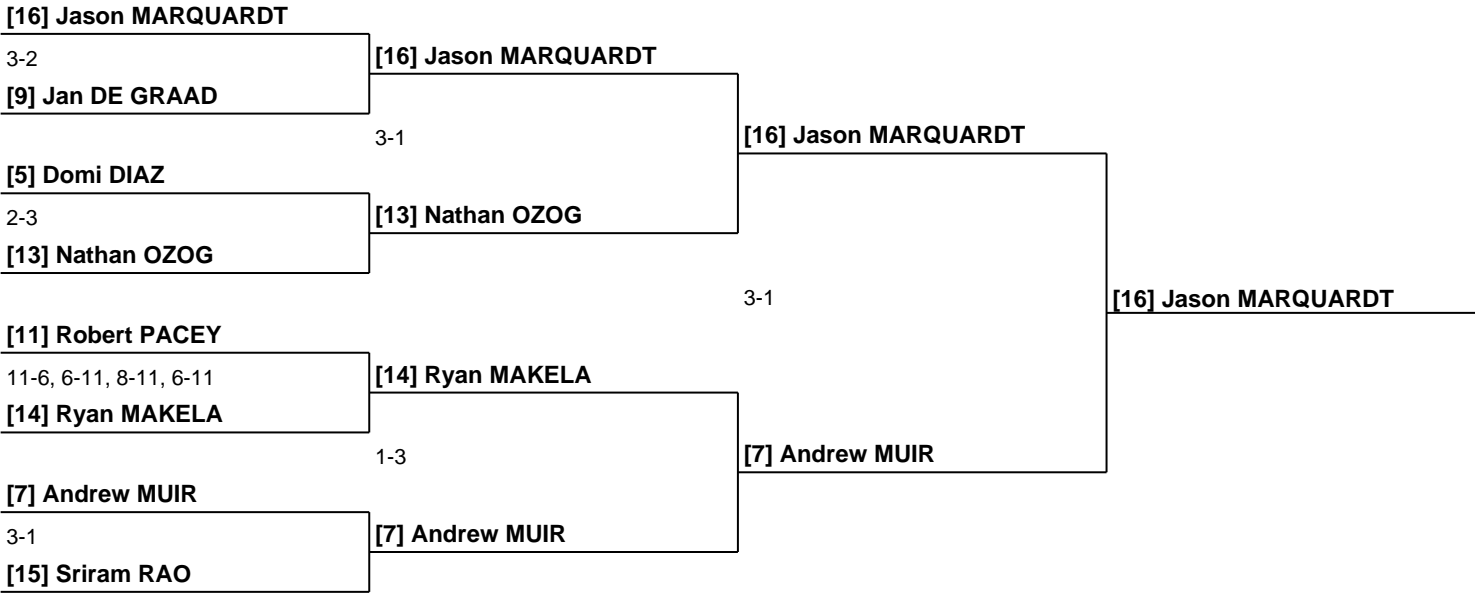 [16] Jason MARQUARDT
3-2
[16] Jason MARQUARDT
[9] Jan DE GRAAD
3-1
[16] Jason MARQUARDT
[5] Domi DIAZ
2-3
[13] Nathan OZOG
[13] Nathan OZOG
3-1
[16] Jason MARQUARDT
[11] Robert PACEY
11-6, 6-11, 8-11, 6-11
[14] Ryan MAKELA
[14] Ryan MAKELA
1-3
[7] Andrew MUIR
[7] Andrew MUIR
3-1
[7] Andrew MUIR
[15] Sriram RAO